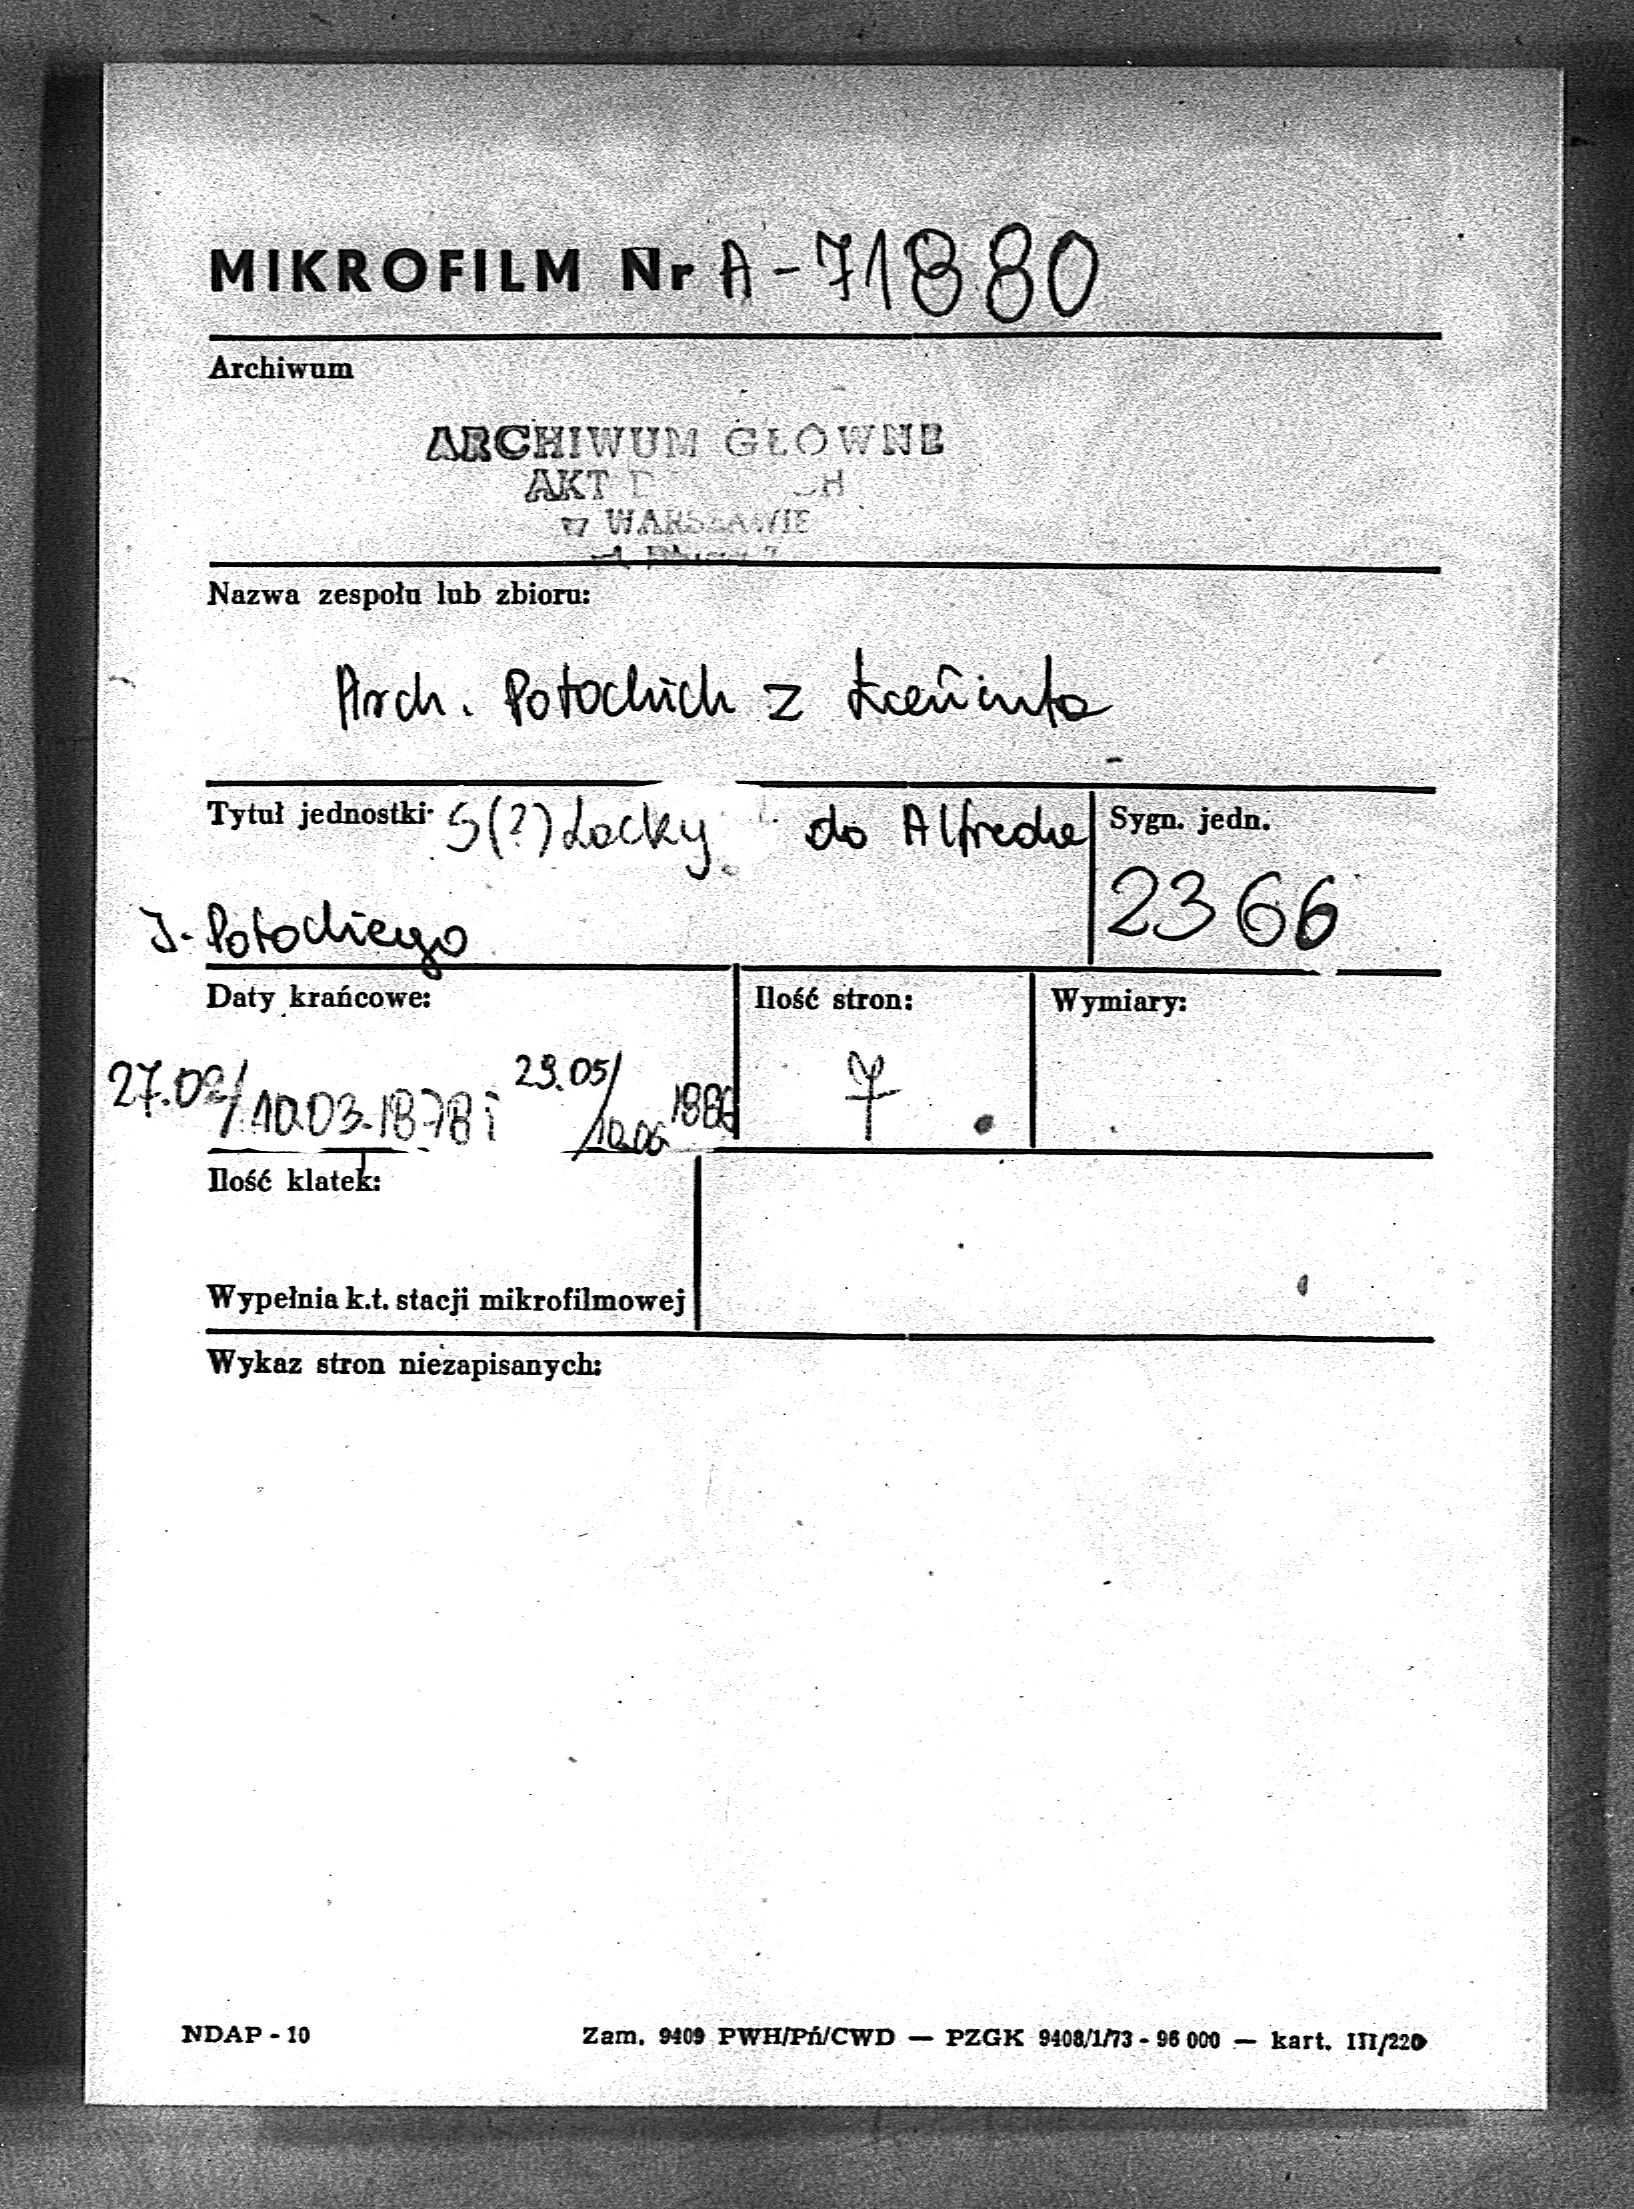 MIKROFILM Nr A-71880
Archiwum
ARCHIWUM GŁÓWNE
AKT
w WARSZAWIE
Nazwa zespołu lub zbioru:
Arch. Potockich z Łańcuta
Tytuł jednostki: S(?) Locky do Alfreda
Sygn. jedn.
2366
J. Potockiego
Daty krańcowe:
Ilość stron:
Wymiary:
27.02/10.03.1878 i 29.05/10.06
7
Ilość klatek:
Wypełnia k.t. stacji mikrofilmowej
Wykaz stron niezapisanych:
NDAP - 10
Zam. 9409 PWH/Pń/CWD — PZGK 9408/1/73 - 96 000 — kart. III/220